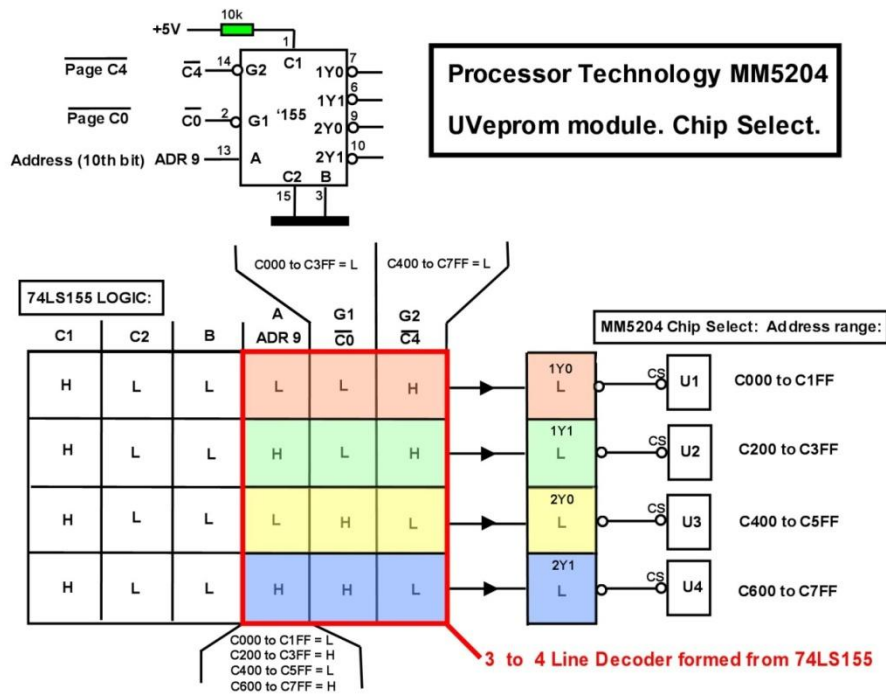 10k
+5V
1
Page C4
C4
14
G2
C1
7
1Y0
6
1Y1
Page C0
C0
2
G1
‘155
9
2Y0
Address (10th bit)
ADR 9
13
A
10
2Y1
C2
B
15
3
Processor Technology MM5204
UVeprom module. Chip Select.
C000 to C3FF = L
C400 to C7FF = L
74LS155 LOGIC:
MM5204 Chip Select: Address range:
C1
C2
B
A
ADR 9
G1
C0
G2
C4
H L L L L H
1Y0
L
CS
U1
C000 to C1FF
H L L H L H
1Y1
L
CS
U2
C200 to C3FF
H L L L H L
2Y0
L
CS
U3
C400 to C5FF
H L L H H L
2Y1
L
CS
U4
C600 to C7FF
C000 to C1FF = L
C200 to C3FF = H
C400 to C5FF = L
C600 to C7FF = H
3 to 4 Line Decoder formed from 74LS155